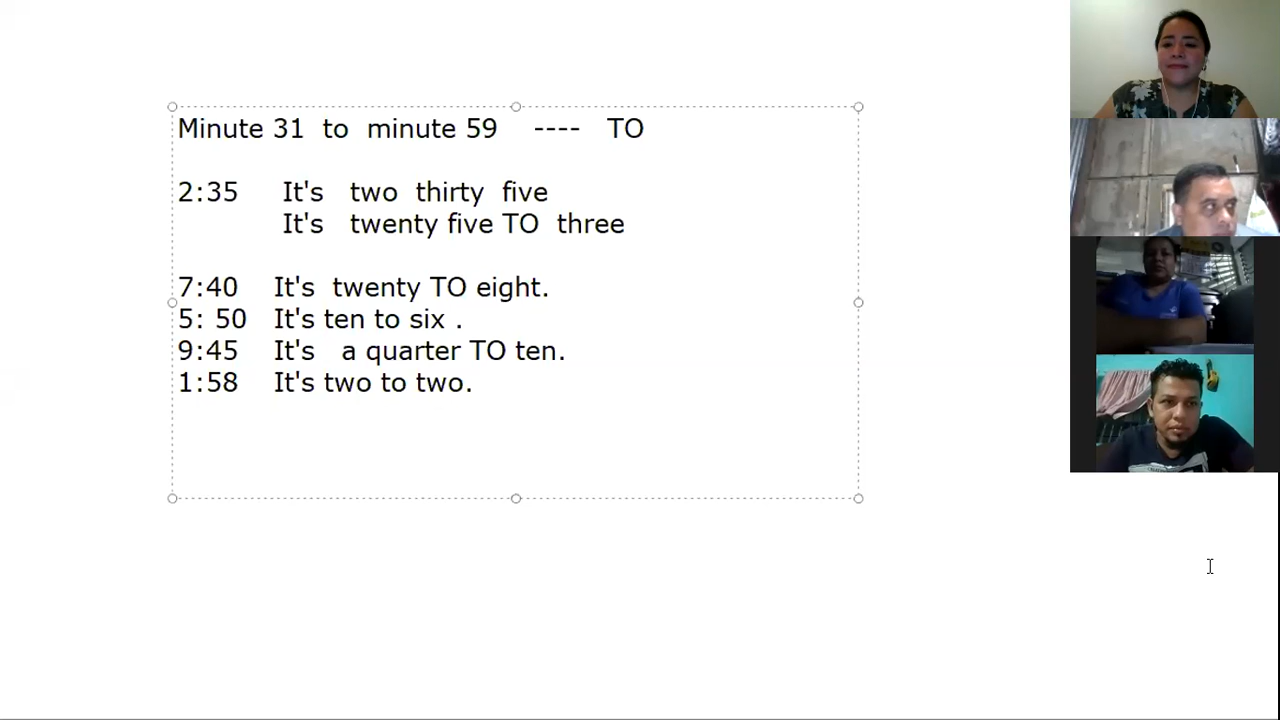 Minute 31 to minute 59 ---- TO
2:35 It's two thirty five
It's twenty five TO three
7:40 It's twenty TO eight.
5: 50 It's ten to six .
9:45 It's a quarter TO ten.
1:58 It's two to two.